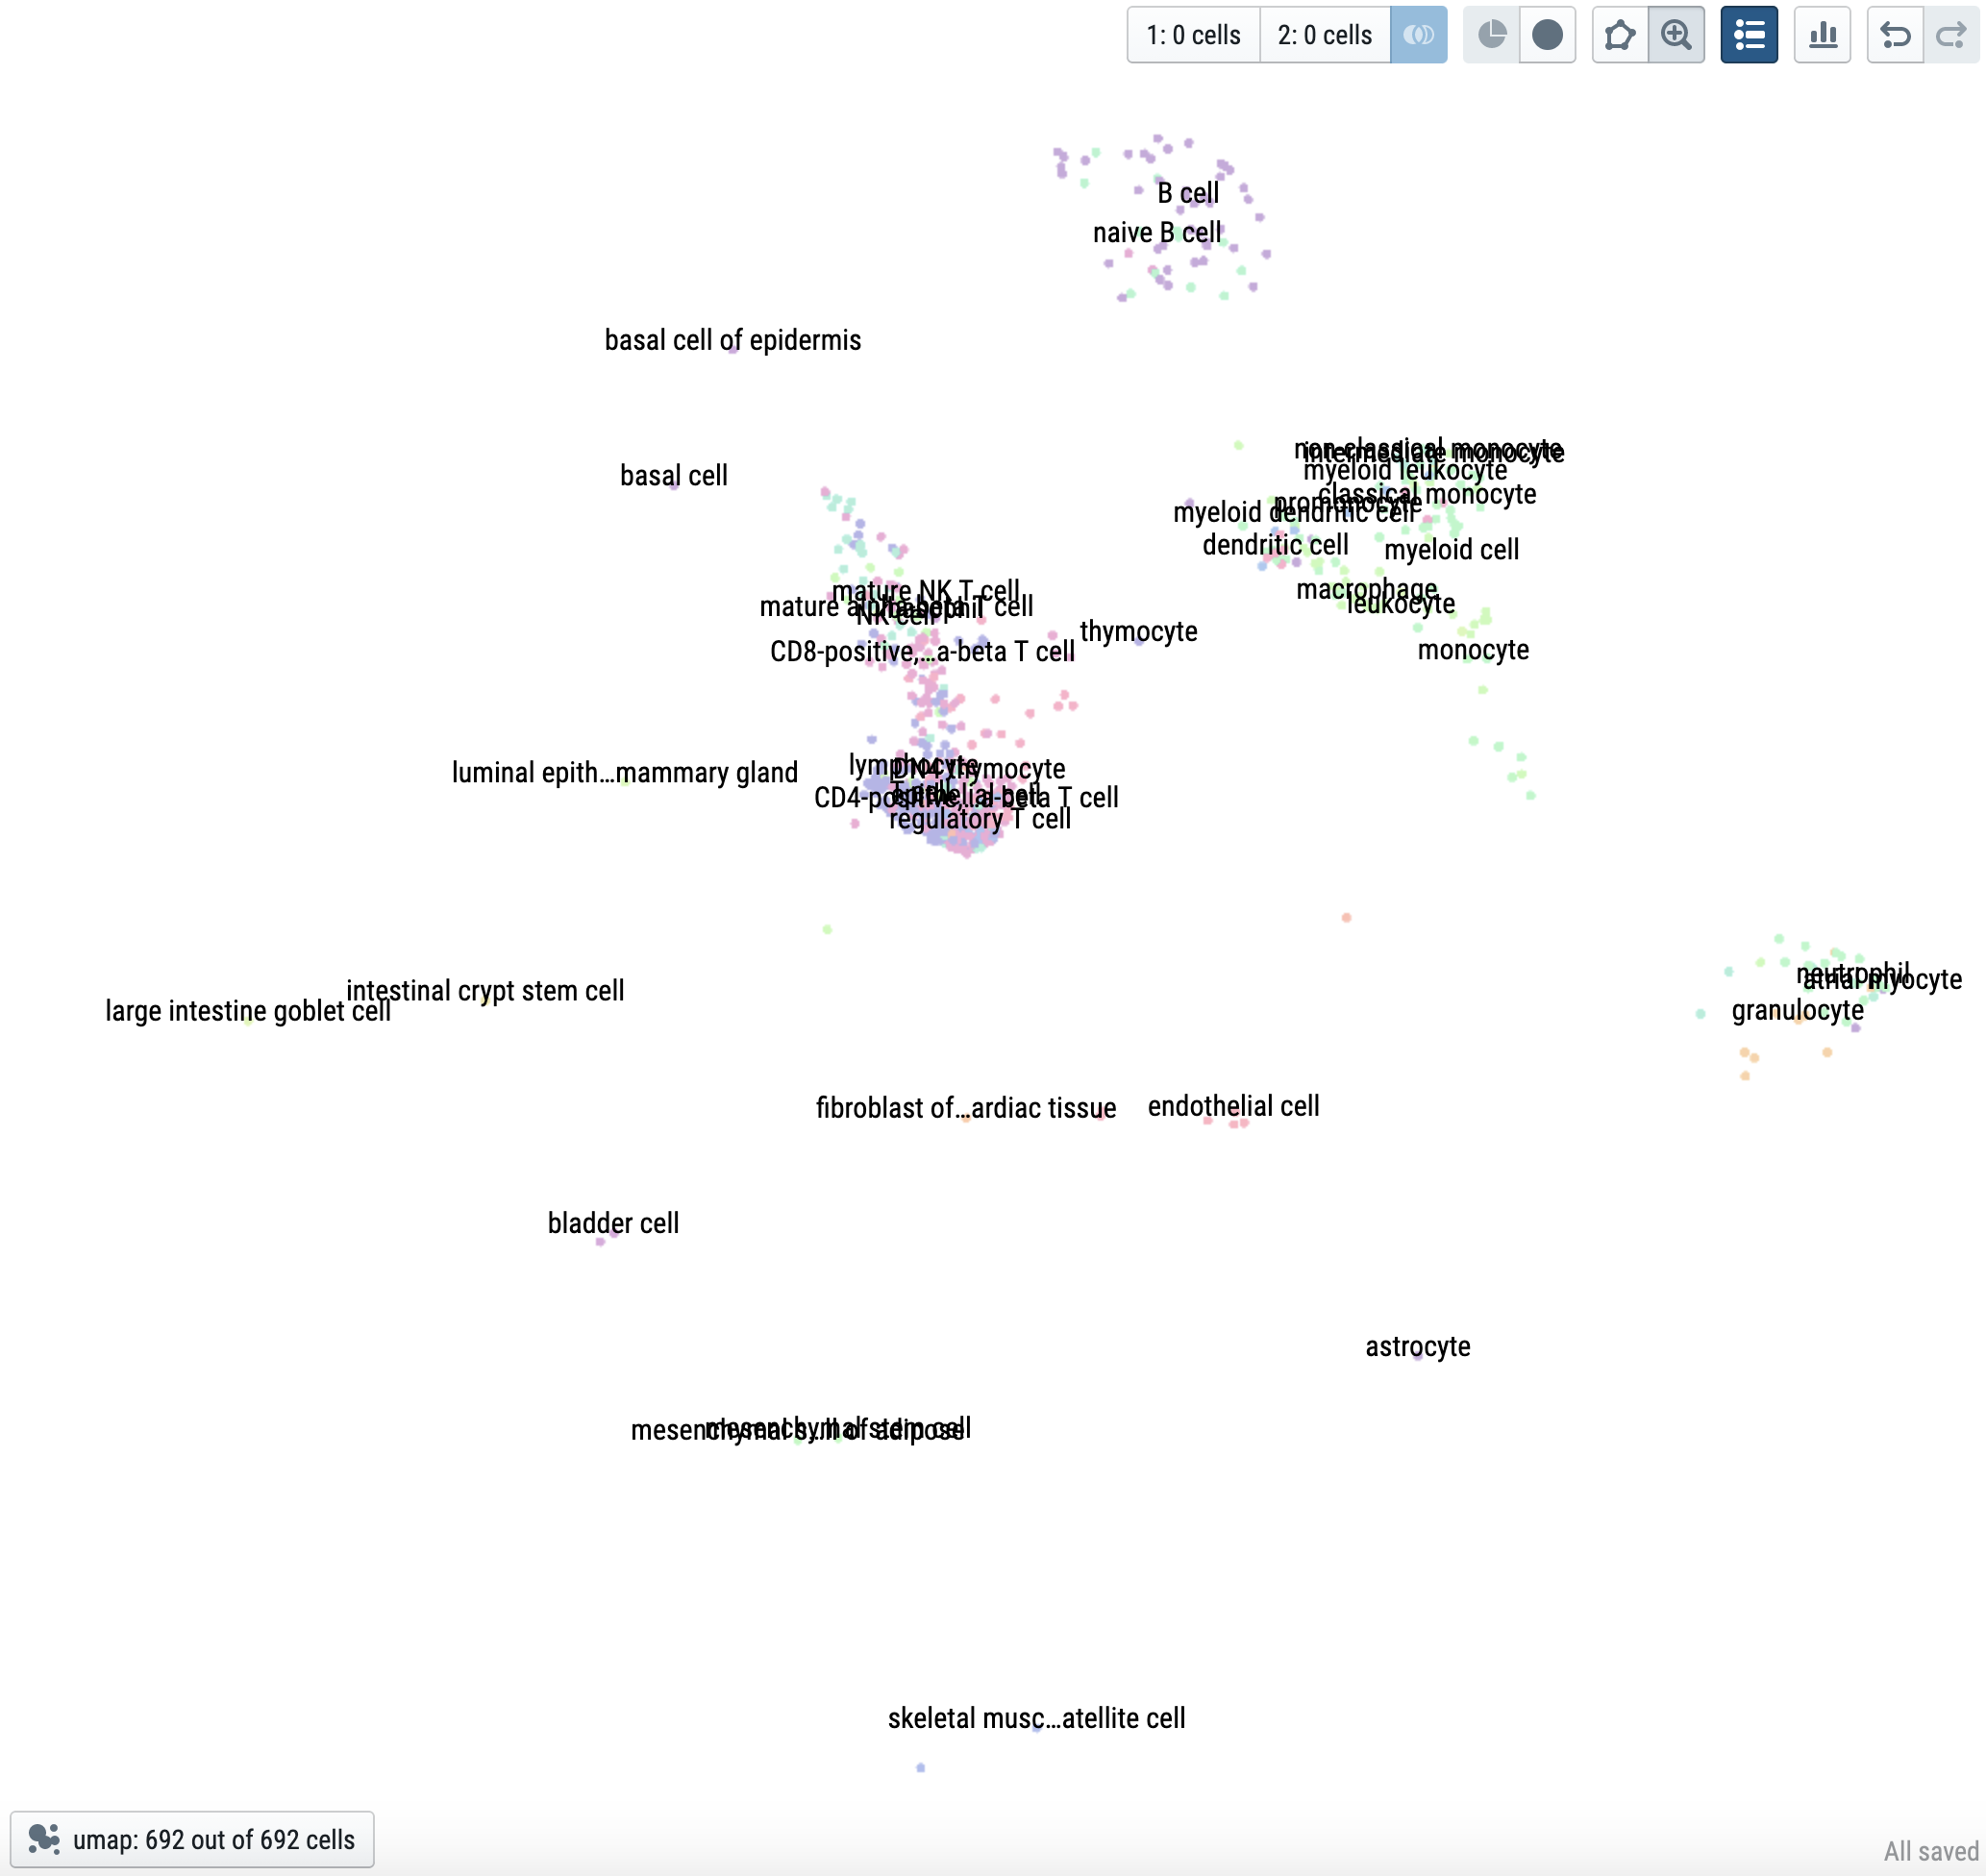 1: 0 cells
2: 0 cells
B cell
naive B cell
basal cell of epidermis
basal cell
non-classical monocyte
intermediate monocyte
myeloid leukocyte
classical monocyte
promonocyte
myeloid dendritic cell
dendritic cell
myeloid cell
mature NK T cell
macrophage
leukocyte
mature alpha-beta T cell
basophil
NK cell
thymocyte
CD8-positive,...a-beta T cell
monocyte
lymphocyte
DN4 thymocyte
luminal epith...mammary gland
T cell
epithelial cell
CD4-positive,...a-beta T cell
regulatory T cell
neutrophil
atrial myocyte
intestinal crypt stem cell
large intestine goblet cell
granulocyte
fibroblast of...ardiac tissue
endothelial cell
bladder cell
astrocyte
mesenchymal stem cell
mesenchymal s...ll of adipose
skeletal musc...atellite cell
umap: 692 out of 692 cells
All saved